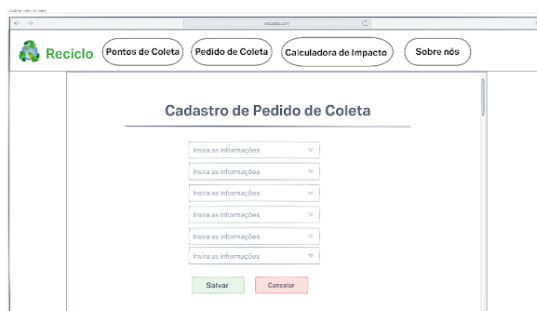 Reciclo
Pontos de Coleta
Pedido de Coleta
Calculadora de Impacto
Sobre nós
Cadastro de Pedido de Coleta
Insira as informações
Insira as informações
Insira as informações
Insira as informações
Insira as informações
Insira as informações
Salvar
Cancelar